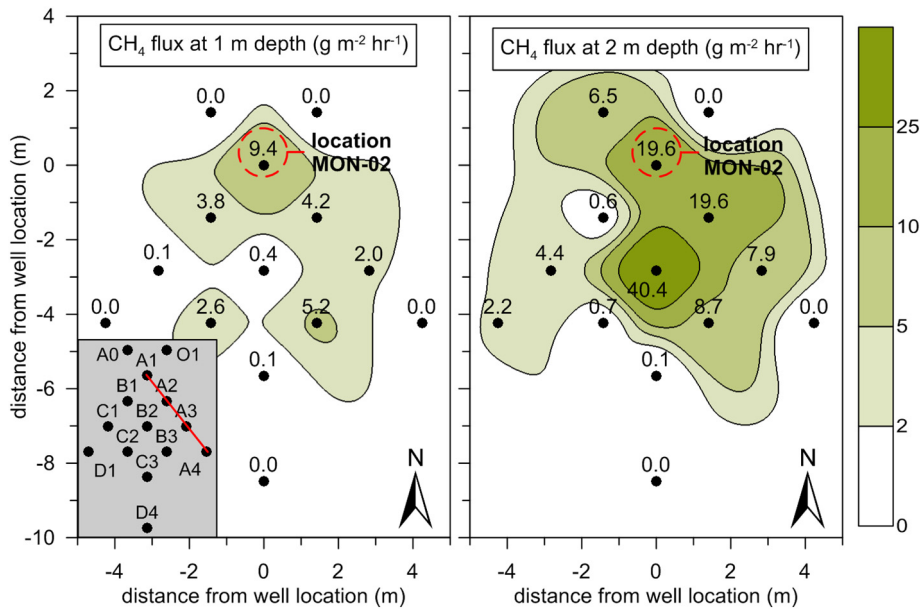 CH₄ flux at 1 m depth (g m⁻² hr⁻¹)
CH₄ flux at 2 m depth (g m⁻² hr⁻¹)
4
2
0
-2
-4
-6
-8
-10
distance from well location (m)
0.0
0.0
9.4
location
MON-02
3.8
4.2
0.1
0.4
2.0
0.0
2.6
5.2
0.0
0.1
0.0
A0
O1
A1
B1
A2
C1
B2
A3
C2
B3
D1
C3
A4
D4
N
-4
-2
0
2
4
distance from well location (m)
6.5
0.0
19.6
location
MON-02
0.6
19.6
4.4
7.9
40.4
2.2
0.7
8.7
0.0
0.1
0.0
N
-4
-2
0
2
4
distance from well location (m)
25
10
5
2
0